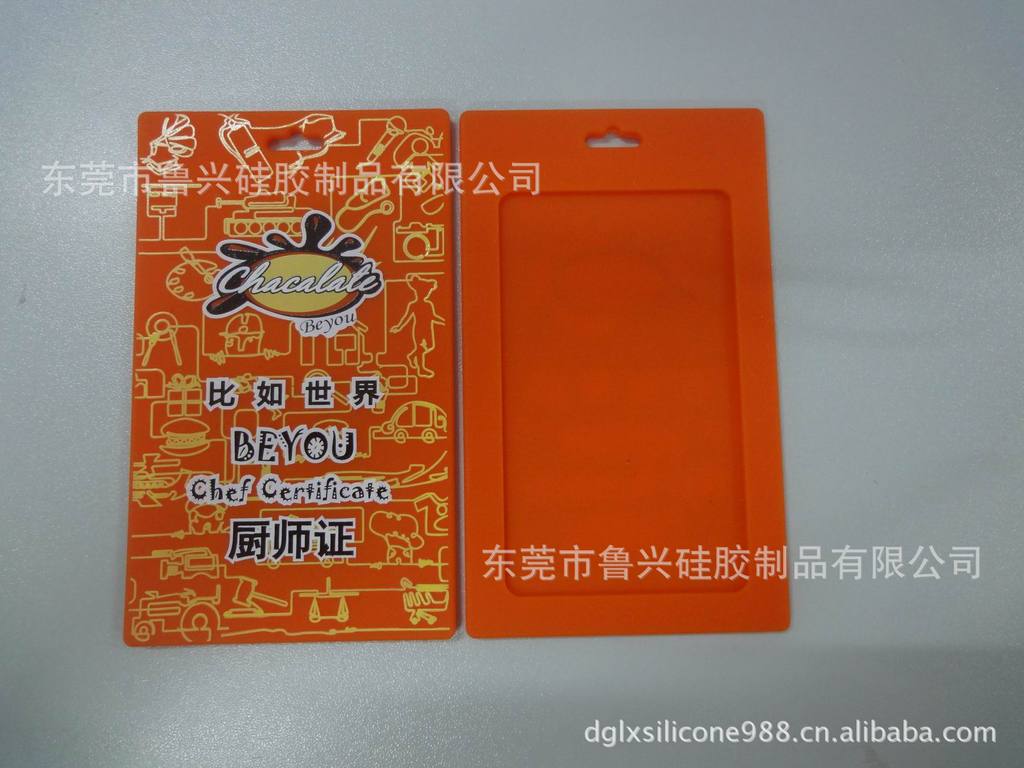 东莞市鲁兴硅胶制品有限公司
Chacalate
Beyou
比如世界
BEYOU
Chef Certificate
厨师证
东莞市鲁兴硅胶制品有限公司
dglxsilicone988.cn.alibaba.com